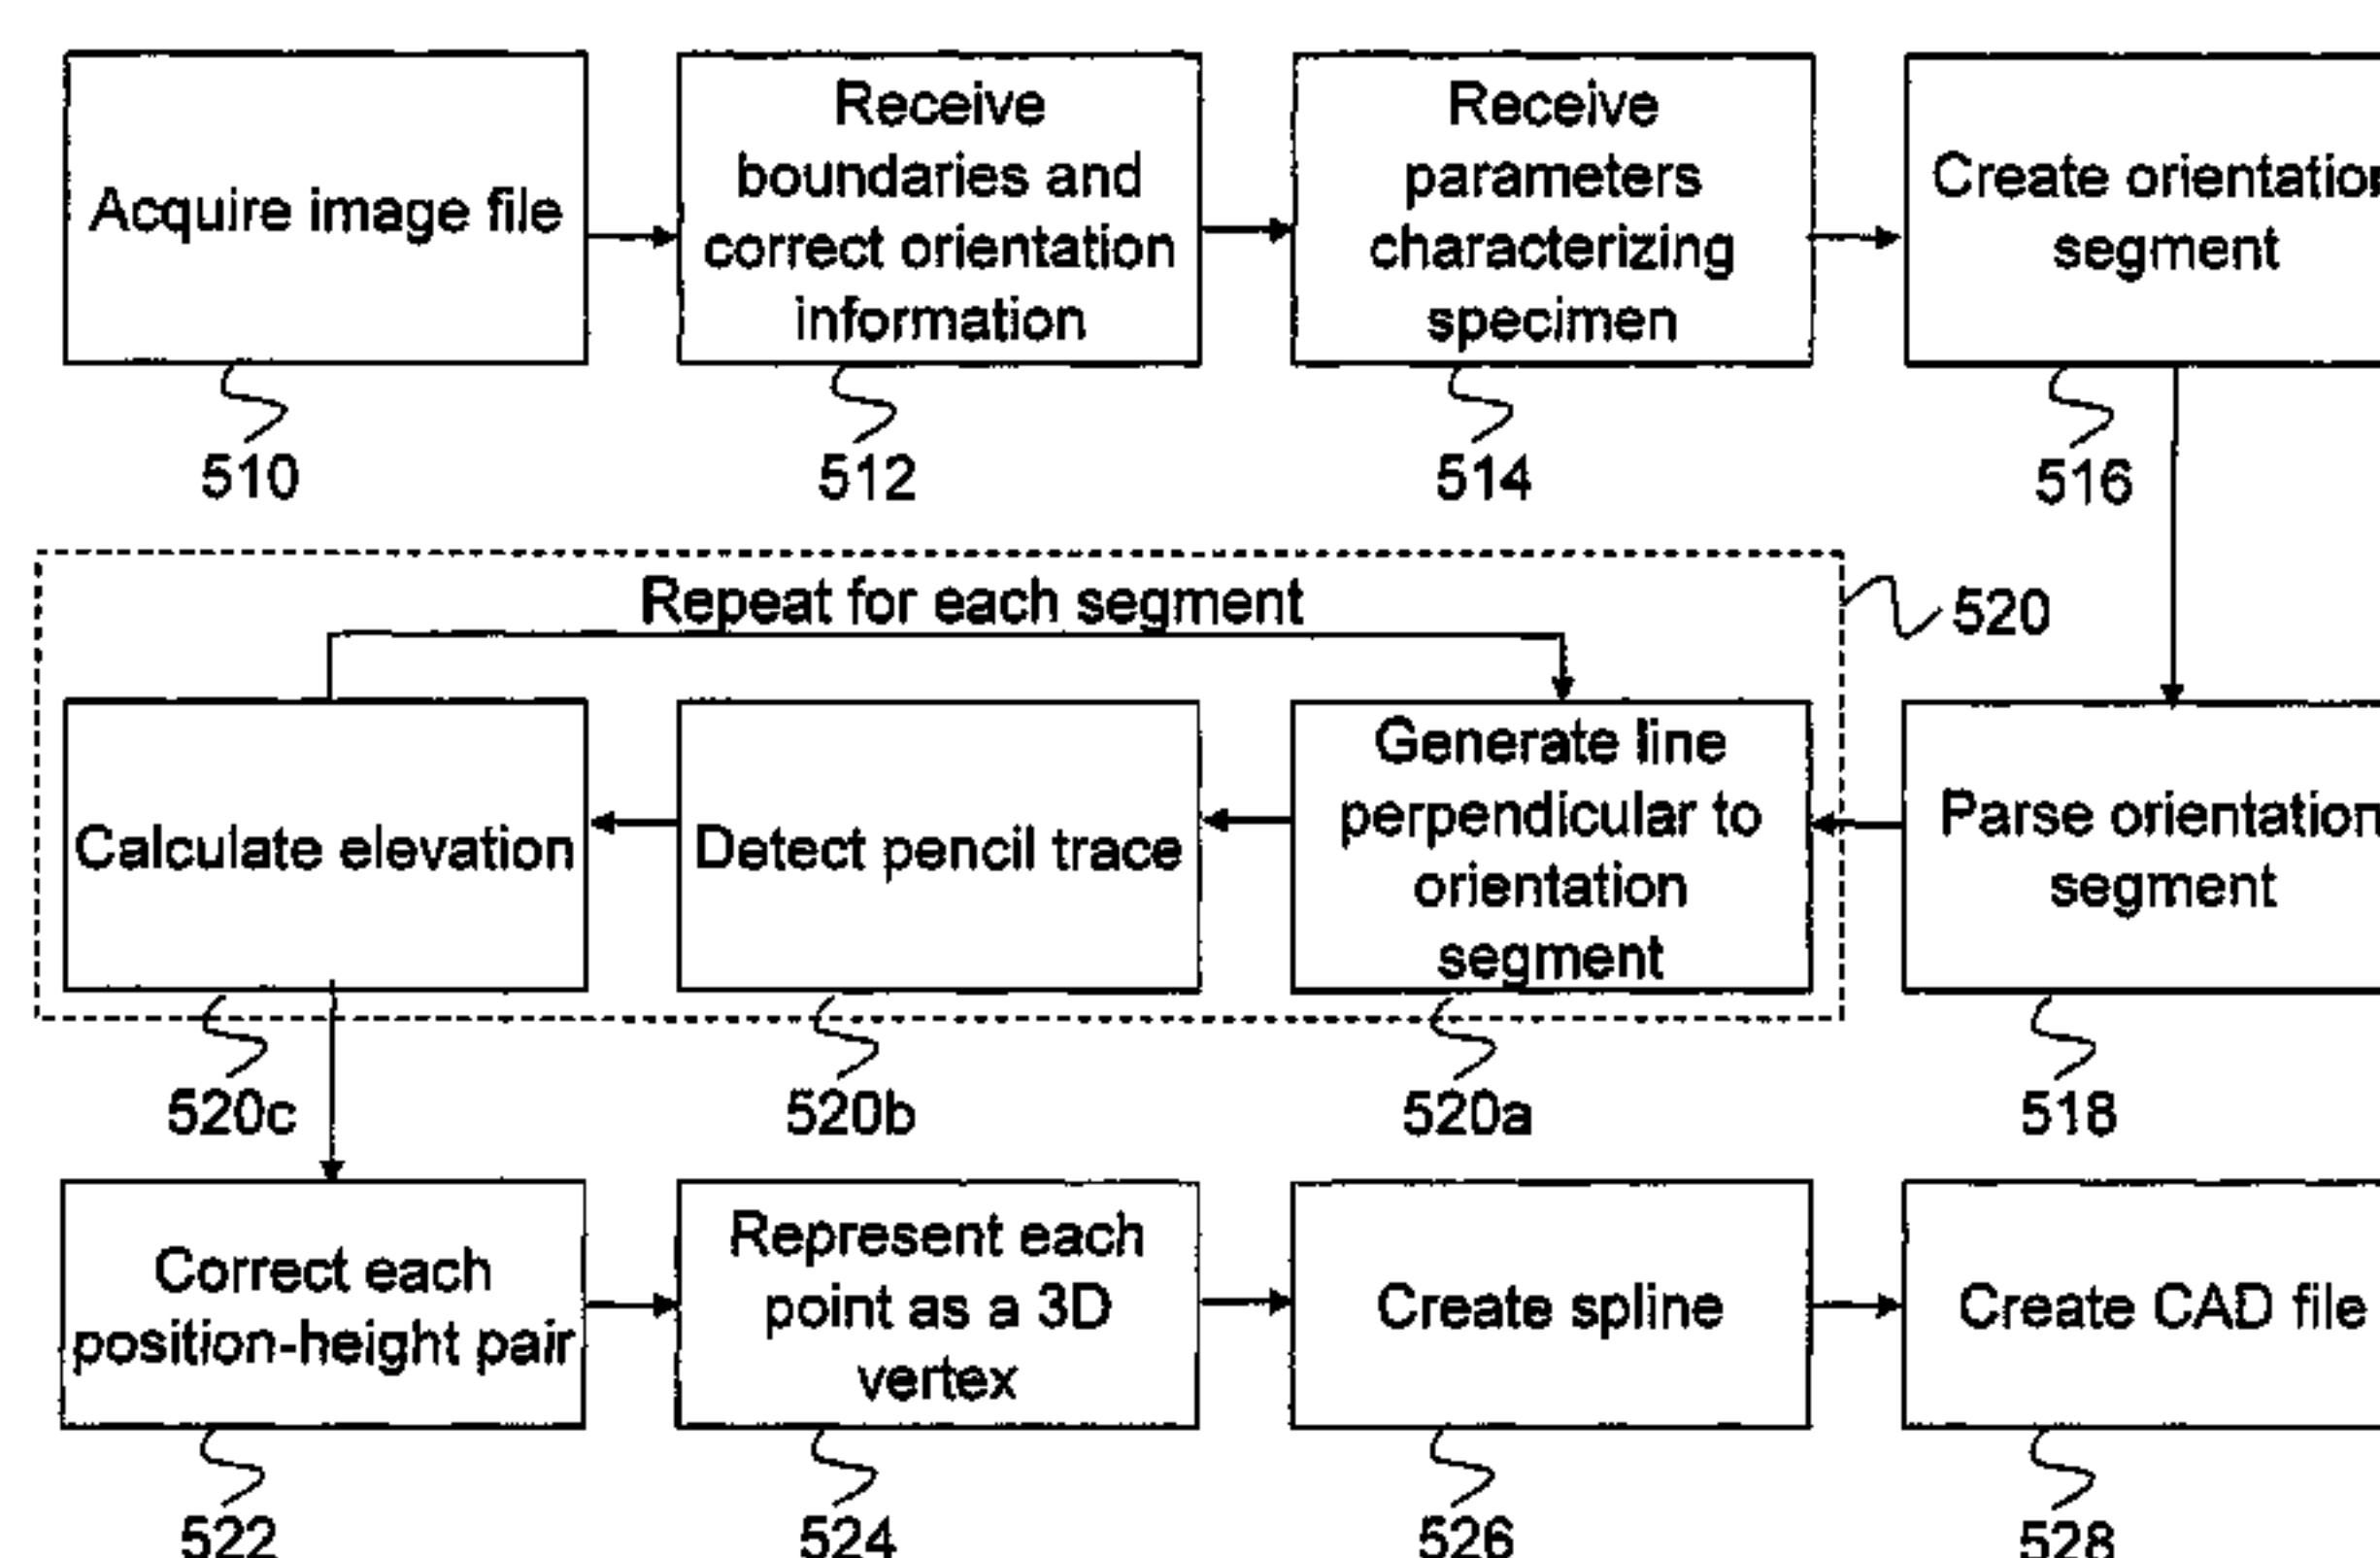 Acquire image file
Receive
boundaries and
correct orientation
information
Receive
parameters
characterizing
specimen
Create orientation
segment
510
512
514
516
Repeat for each segment
520
Calculate elevation
Detect pencil trace
Generate line
perpendicular to
orientation
segment
Parse orientation
segment
520c
520b
520a
518
Correct each
position-height pair
Represent each
point as a 3D
vertex
Create spline
Create CAD file
522
524
526
528